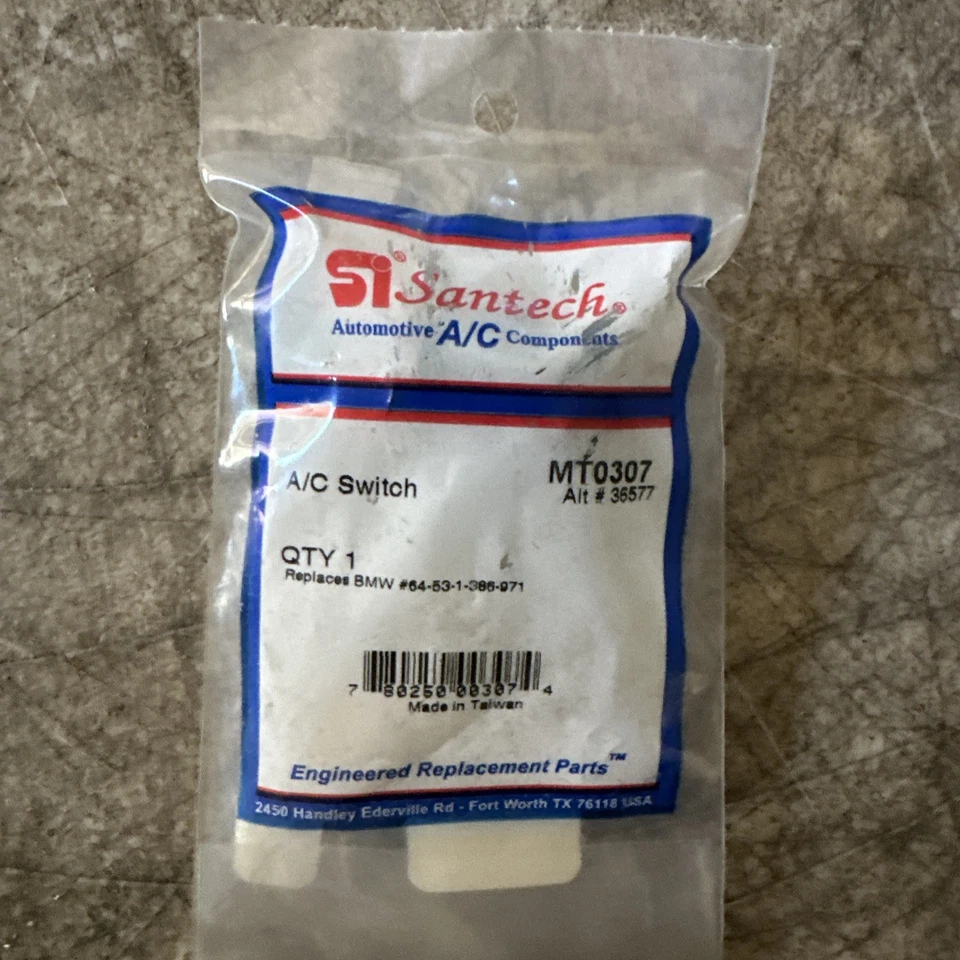 Si® Santech®
Automotive A/C Components
A/C Switch
MT0307
Alt # 36577
QTY 1
Replaces BMW #64-53-1-386-971
7 80250 00307 4
Made in Taiwan
Engineered Replacement Parts™
2450 Handley Ederville Rd - Fort Worth TX 76118 USA